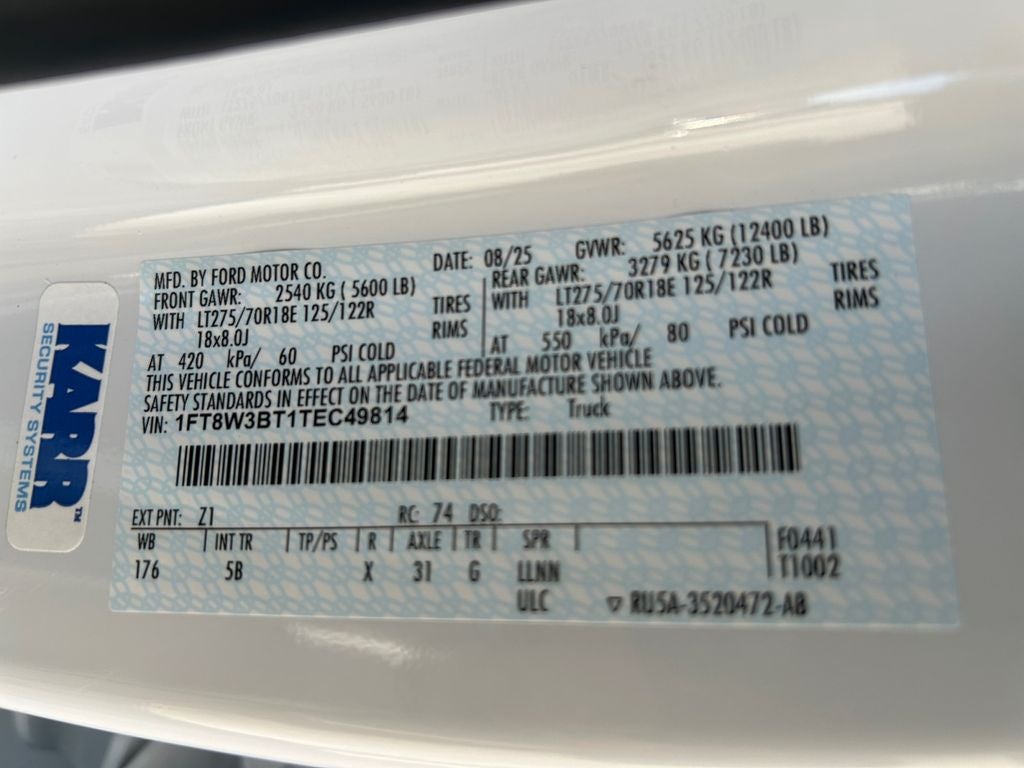 KARR™
SECURITY SYSTEMS
MFD. BY FORD MOTOR CO. DATE: 08/25 GVWR: 5625 KG (12400 LB)
FRONT GAWR: 2540 KG ( 5600 LB) REAR GAWR: 3279 KG ( 7230 LB)
WITH LT275/70R18E 125/122R TIRES WITH LT275/70R18E 125/122R TIRES
18x8.0J RIMS 18x8.0J RIMS
AT 420 kPa/ 60 PSI COLD AT 550 kPa/ 80 PSI COLD
THIS VEHICLE CONFORMS TO ALL APPLICABLE FEDERAL MOTOR VEHICLE
SAFETY STANDARDS IN EFFECT ON THE DATE OF MANUFACTURE SHOWN ABOVE.
VIN: 1FT8W3BT1TEC49814 TYPE: Truck
EXT PNT: Z1 RC: 74 DSO:
WB INT TR TP/PS R AXLE TR SPR F0441
176 5B X 31 G LLNN T1002
ULC ▽ RU5A-3520472-AB